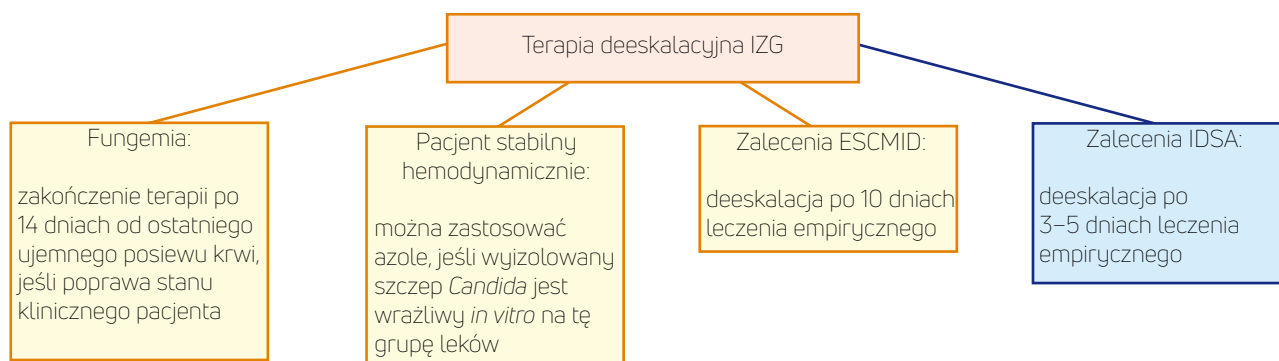 Terapia deeskalacyjna IZG
Fungemia:
zakończenie terapii po
14 dniach od ostatniego
ujemnego posiewu krwi,
jeśli poprawa stanu
klinicznego pacjenta
Pacjent stabilny
hemodynamicznie:
można zastosować
azole, jeśli wyizolowany
szczep Candida jest
wrażliwy in vitro na tę
grupę leków
Zalecenia ESCMID:
deeskalacja po 10 dniach
leczenia empirycznego
Zalecenia IDSA:
deeskalacja po
3–5 dniach leczenia
empirycznego